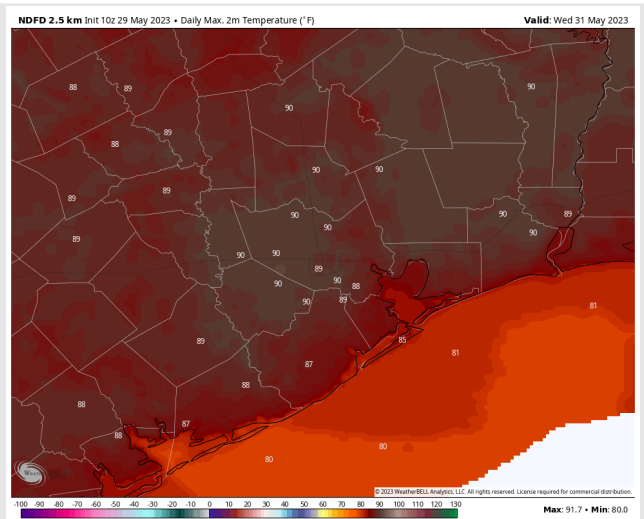 NDFD 2.5 km Init 10z 29 May 2023 • Daily Max. 2m Temperature (°F) Valid: Wed 31 May 2023
88 89 90 90
88 89
90 90
89 89
90 90 89
89 90 90
90 90
89
90 90 88
90 89
81
89 85
87 81
88
88
87
88
80
80
© 2023 WeatherBELL Analytics, LLC. All rights reserved. License required for commercial distribution.
-100 -90 -80 -70 -60 -50 -40 -30 -20 -10 0 10 20 30 40 50 60 70 80 90 100 110 120 130
Max: 91.7 • Min: 80.0